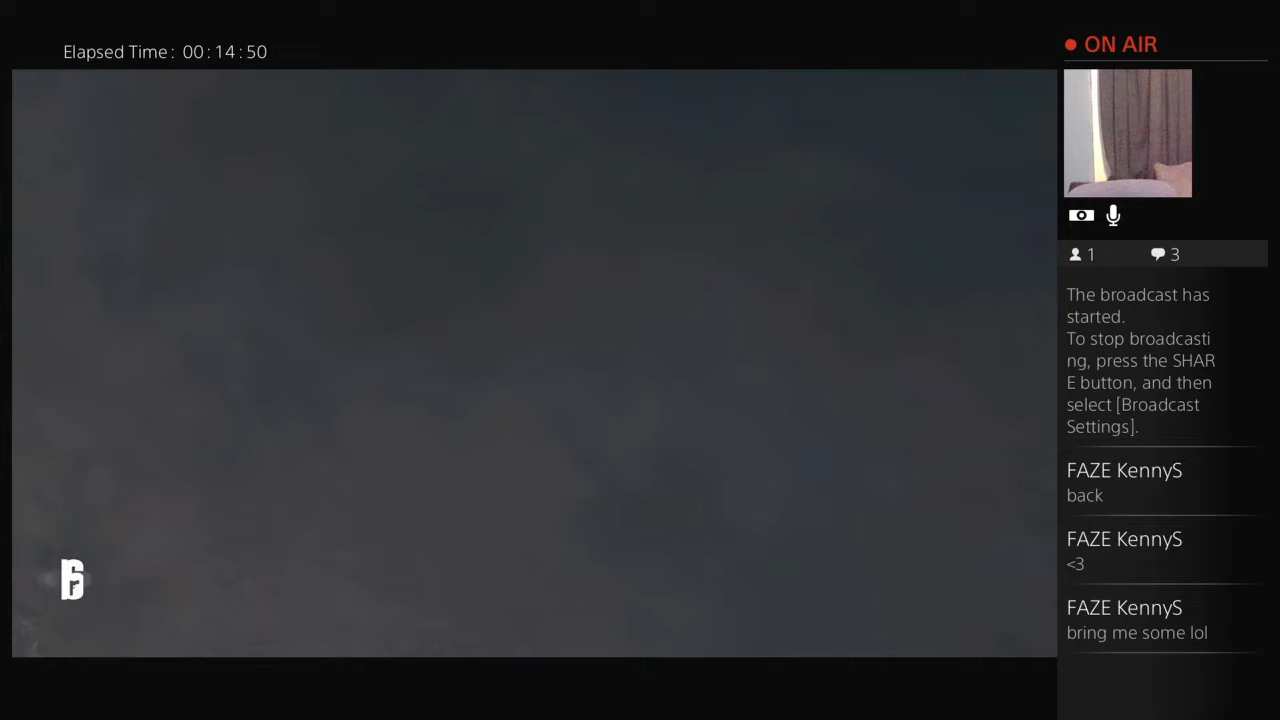 Elapsed Time: 00:14:50
ON AIR
1 3
The broadcast has
started.
To stop broadcasti
ng, press the SHAR
E button, and then
select [Broadcast
Settings].
FAZE KennyS
back
FAZE KennyS
<3
FAZE KennyS
bring me some lol
6